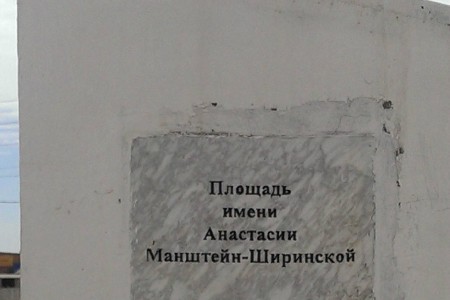 Площадь
имени
Анастасии
Манштейн-Ширинской